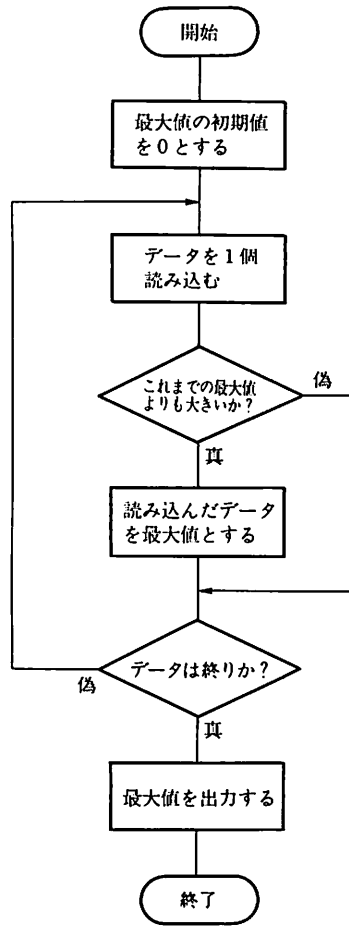 開始
最大値の初期値
を0とする
データを1個
読み込む
これまでの最大値
よりも大きいか?
偽
真
読み込んだデータ
を最大値とする
データは終りか?
偽
真
最大値を出力する
終了